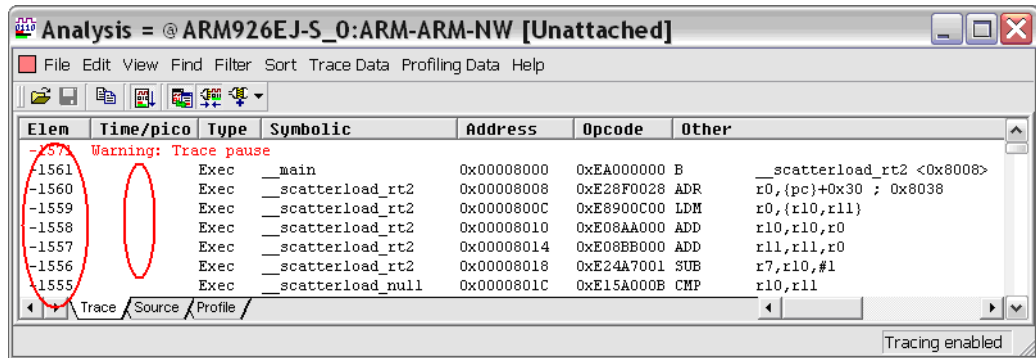 Analysis = @ARM926EJ-S_0:ARM-ARM-NW [Unattached]
File Edit View Find Filter Sort Trace Data Profiling Data Help
Elem Time/pico Type Symbolic Address Opcode Other
-1571 Warning: Trace pause
-1561 Exec __main 0x00008000 0xEA000000 B __scatterload_rt2 <0x8008>
-1560 Exec __scatterload_rt2 0x00008008 0xE28F0028 ADR r0,{pc}+0x30 ; 0x8038
-1559 Exec __scatterload_rt2 0x0000800C 0xE8900C00 LDM r0,{r10,r11}
-1558 Exec __scatterload_rt2 0x00008010 0xE08AA000 ADD r10,r10,r0
-1557 Exec __scatterload_rt2 0x00008014 0xE08BB000 ADD r11,r11,r0
-1556 Exec __scatterload_rt2 0x00008018 0xE24A7001 SUB r7,r10,#1
-1555 Exec __scatterload_null 0x0000801C 0xE15A000B CMP r10,r11
Trace Source Profile
Tracing enabled